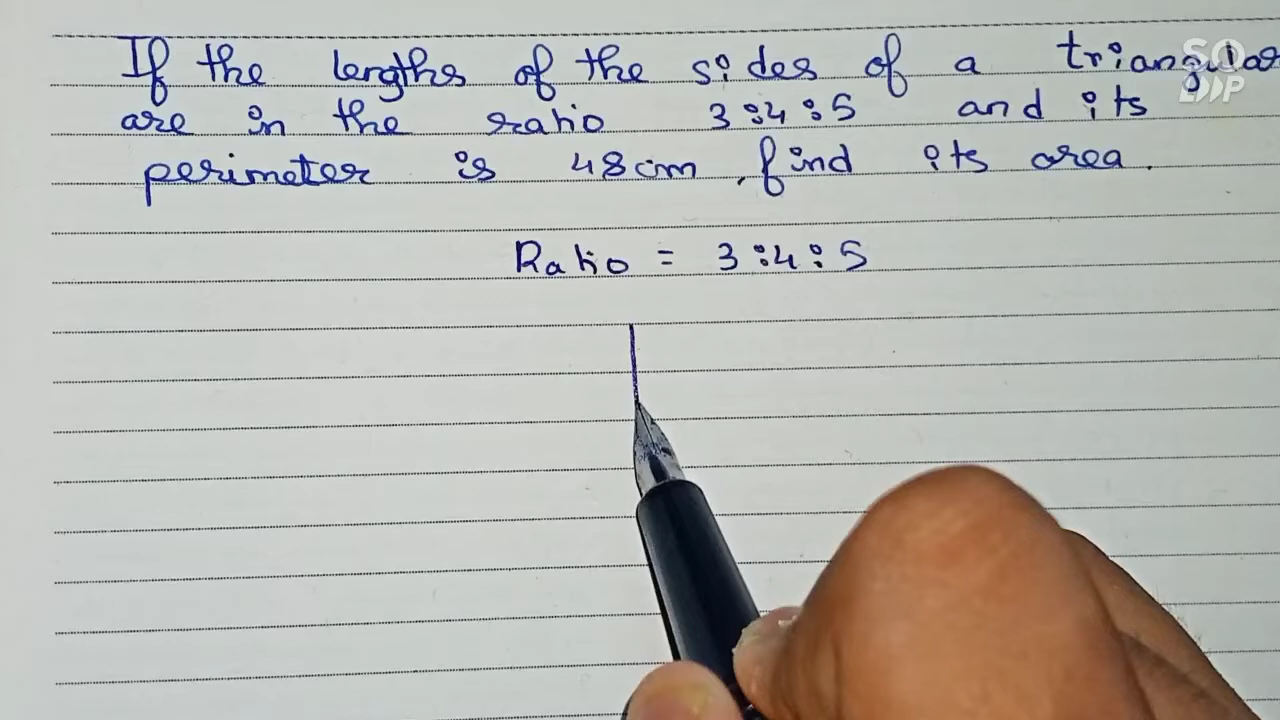 If the lengths of the sides of a triangular
are in the ratio 3:4:5 and its
perimeter is 48cm, find its area.
Ratio = 3:4:5